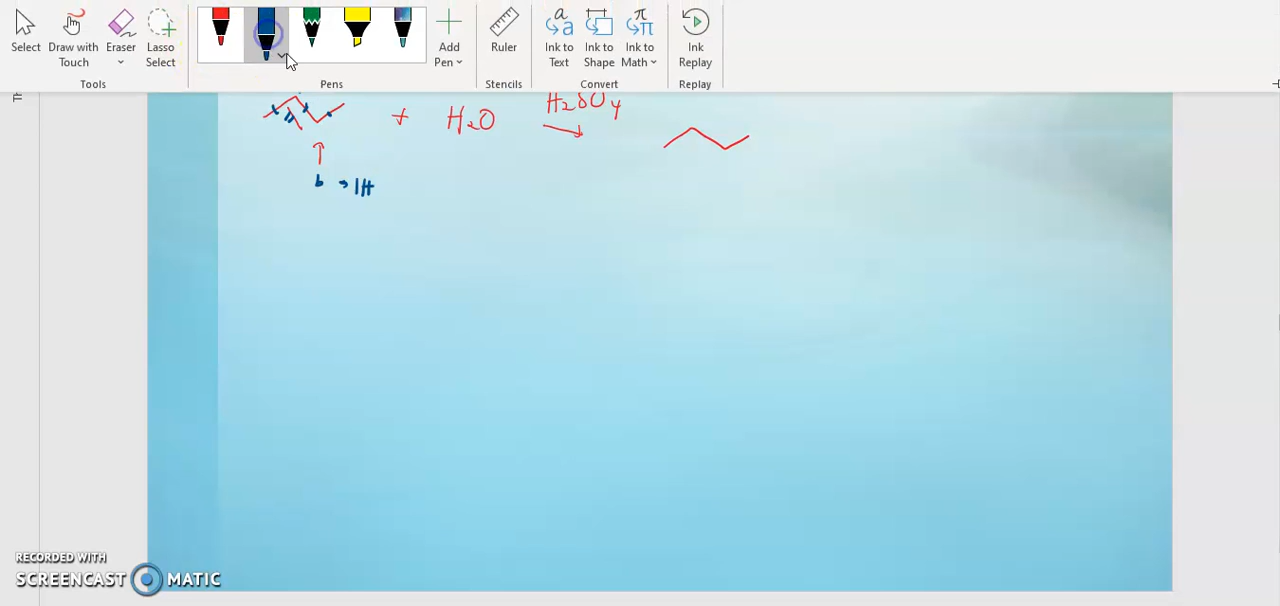 Select
Draw with Touch
Eraser
Lasso Select
Add Pen
Ruler
a
a
Ink to Text
Ink to Shape
π
π
Ink to Math
Ink Replay
Tools
Pens
Stencils
Convert
Replay
+ H₂O H₂SO₄
b → 1H
RECORDED WITH
SCREENCAST MATIC